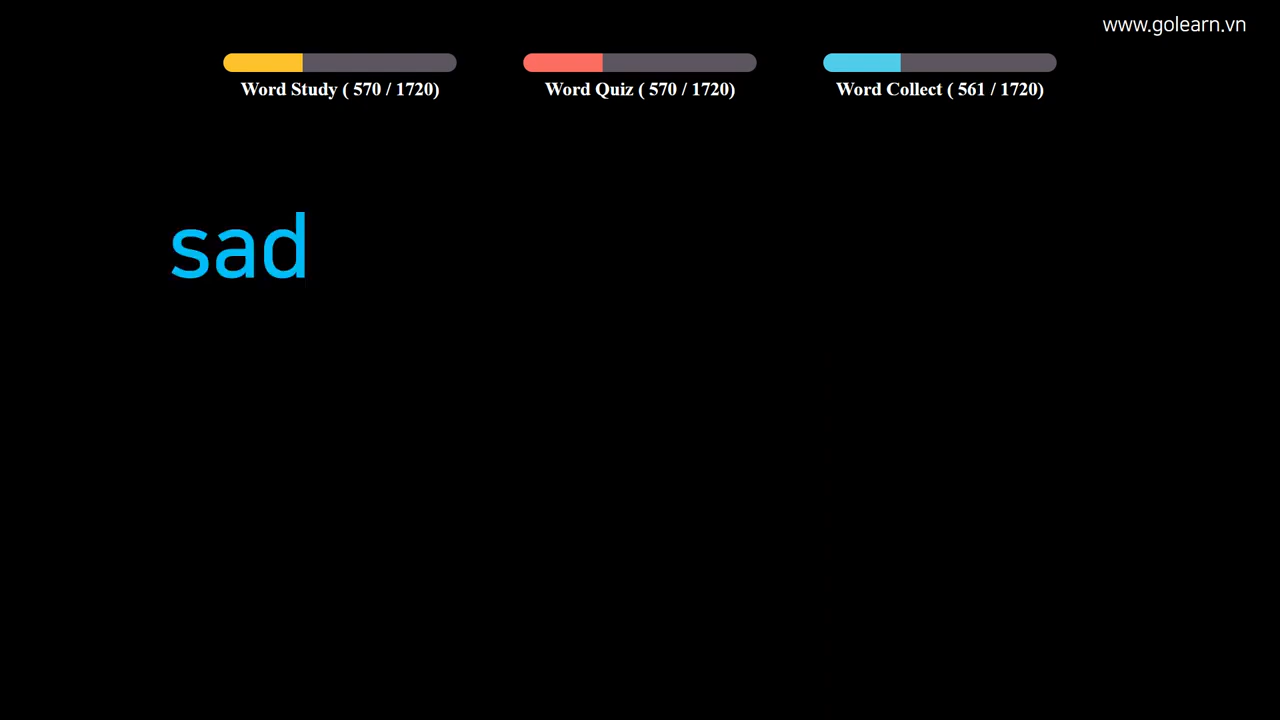 www.golearn.vn
Word Study ( 570 / 1720)
Word Quiz ( 570 / 1720)
Word Collect ( 561 / 1720)
sad